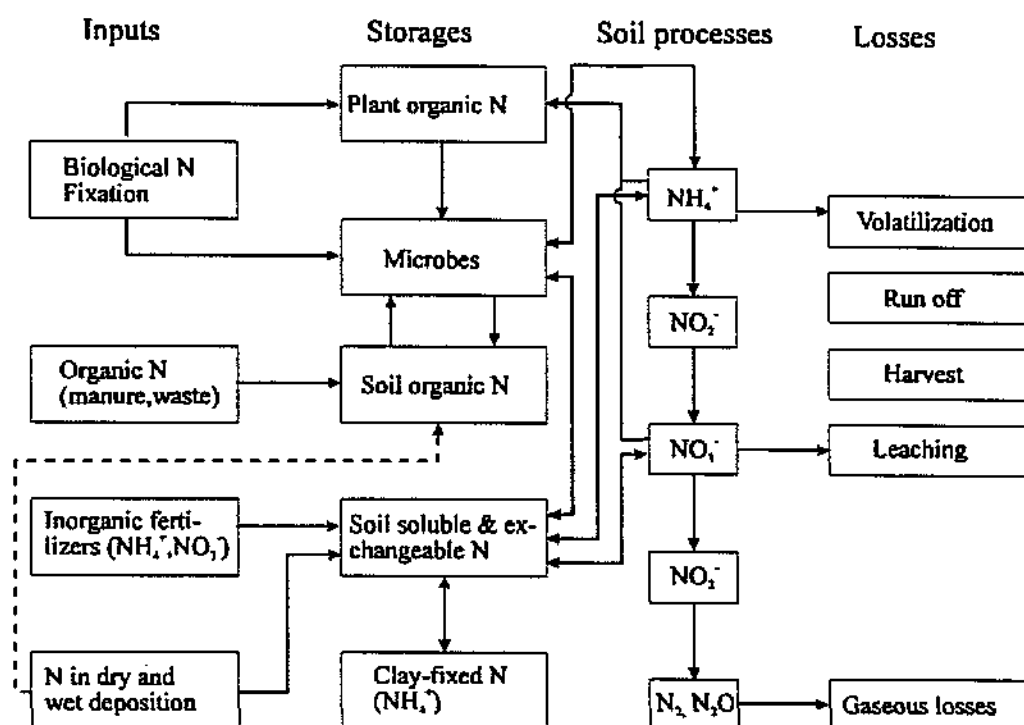 Inputs
Storages
Soil processes
Losses
Plant organic N
Biological N
Fixation
NH₄⁺
Volatilization
Microbes
Run off
NO₂⁻
Organic N
(manure,waste)
Soil organic N
Harvest
NO₃⁻
Leaching
Inorganic ferti-
lizers (NH₄⁺,NO₃⁻)
Soil soluble & ex-
changeable N
NO₂⁻
N in dry and
wet deposition
Clay-fixed N
(NH₄⁺)
N₂, N₂O
Gaseous losses